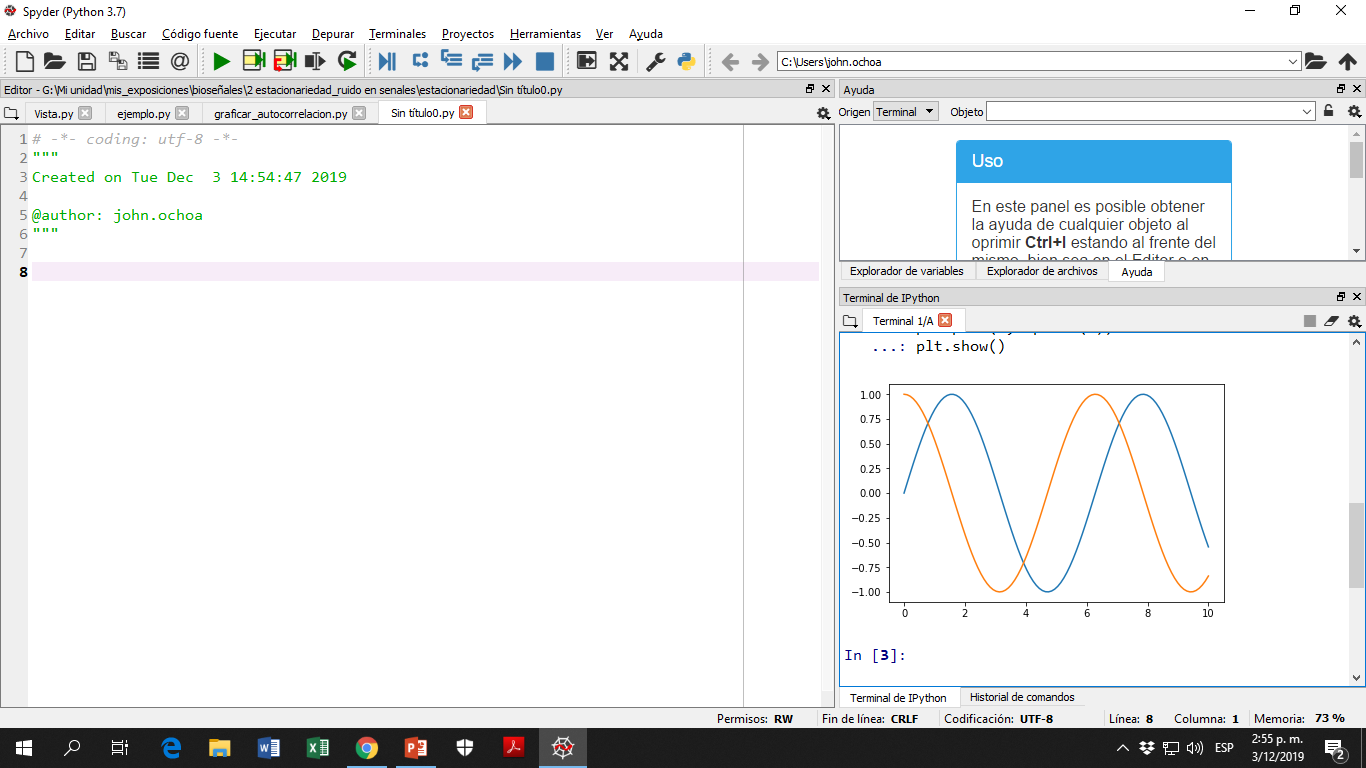 Spyder (Python 3.7)
Archivo Editar Buscar Código fuente Ejecutar Depurar Terminales Proyectos Herramientas Ver Ayuda
C:\Users\john.ochoa
Editor - G:\Mi unidad\mis_exposiciones\bioseñales\2 estacionariedad_ruido en senales\estacionariedad\Sin título0.py
Vista.py ejemplo.py graficar_autocorrelacion.py Sin título0.py
1 # -*- coding: utf-8 -*-
2 """
3 Created on Tue Dec  3 14:54:47 2019
4
5 @author: john.ochoa
6 """
7
8
Ayuda
Origen Terminal Objeto
Uso
En este panel es posible obtener
la ayuda de cualquier objeto al
oprimir Ctrl+I estando al frente del
Explorador de variables Explorador de archivos Ayuda
Terminal de IPython
Terminal 1/A
...: plt.show()
1.00
0.75
0.50
0.25
0.00
−0.25
−0.50
−0.75
−1.00
0 2 4 6 8 10
In [3]:
Terminal de IPython Historial de comandos
Permisos: RW Fin de línea: CRLF Codificación: UTF-8 Línea: 8 Columna: 1 Memoria: 73 %
ESP
2:55 p. m.
3/12/2019
2